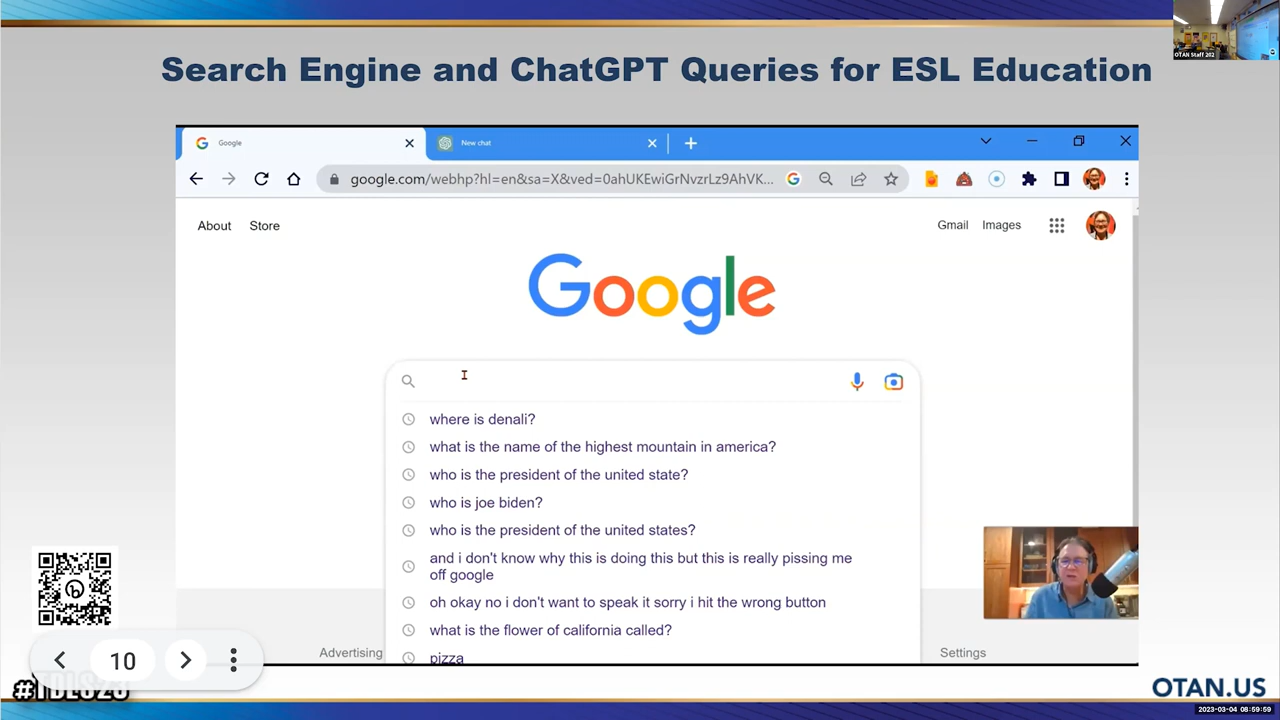 OTAN Staff 202
Search Engine and ChatGPT Queries for ESL Education
Google
New chat
google.com/webhp?hl=en&sa=X&ved=0ahUKEwiGrNvzrLz9AhVK...
About Store
Gmail Images
Google
where is denali?
what is the name of the highest mountain in america?
who is the president of the united state?
who is joe biden?
who is the president of the united states?
and i don't know why this is doing this but this is really pissing me
off google
oh okay no i don't want to speak it sorry i hit the wrong button
what is the flower of california called?
pizza
Advertising
Settings
10
#TDLS23
OTAN.US
2023-03-04 08:59:59